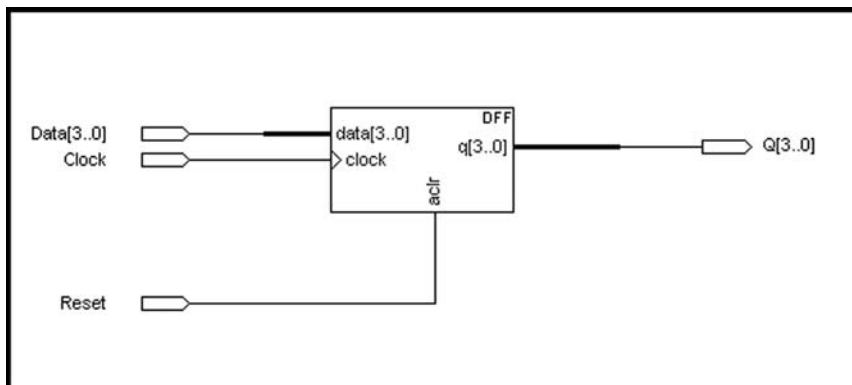 DFF
Data[3..0]
data[3..0]
q[3..0]
Q[3..0]
Clock
clock
aclr
Reset